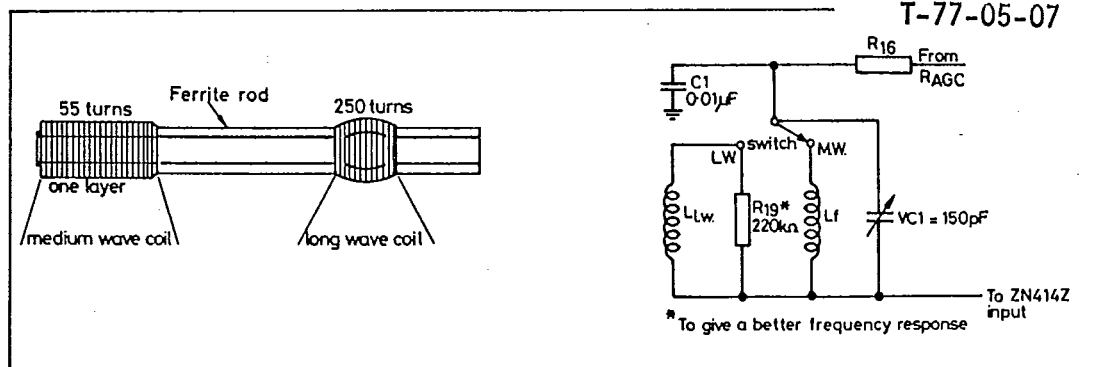 T-77-05-07
55 turns
Ferrite rod
250 turns
one layer
medium wave coil
long wave coil
R16
From
RAGC
C1
0·01μF
switch
L.W.
M.W.
LLw.
R19*
220kΩ
Lf
VC1 = 150pF
To ZN414Z
input
*To give a better frequency response